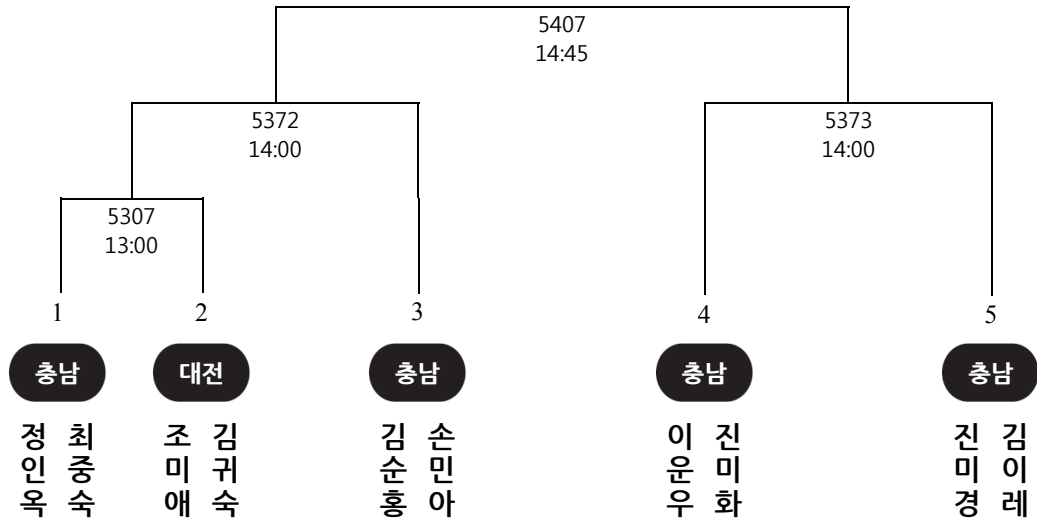 5407
14:45
5372
14:00
5373
14:00
5307
13:00
1
2
3
4
5
충남
대전
충남
충남
충남
정인옥
최중숙
조미애
김귀숙
김순홍
손민아
이운우
진미화
진미경
김이레